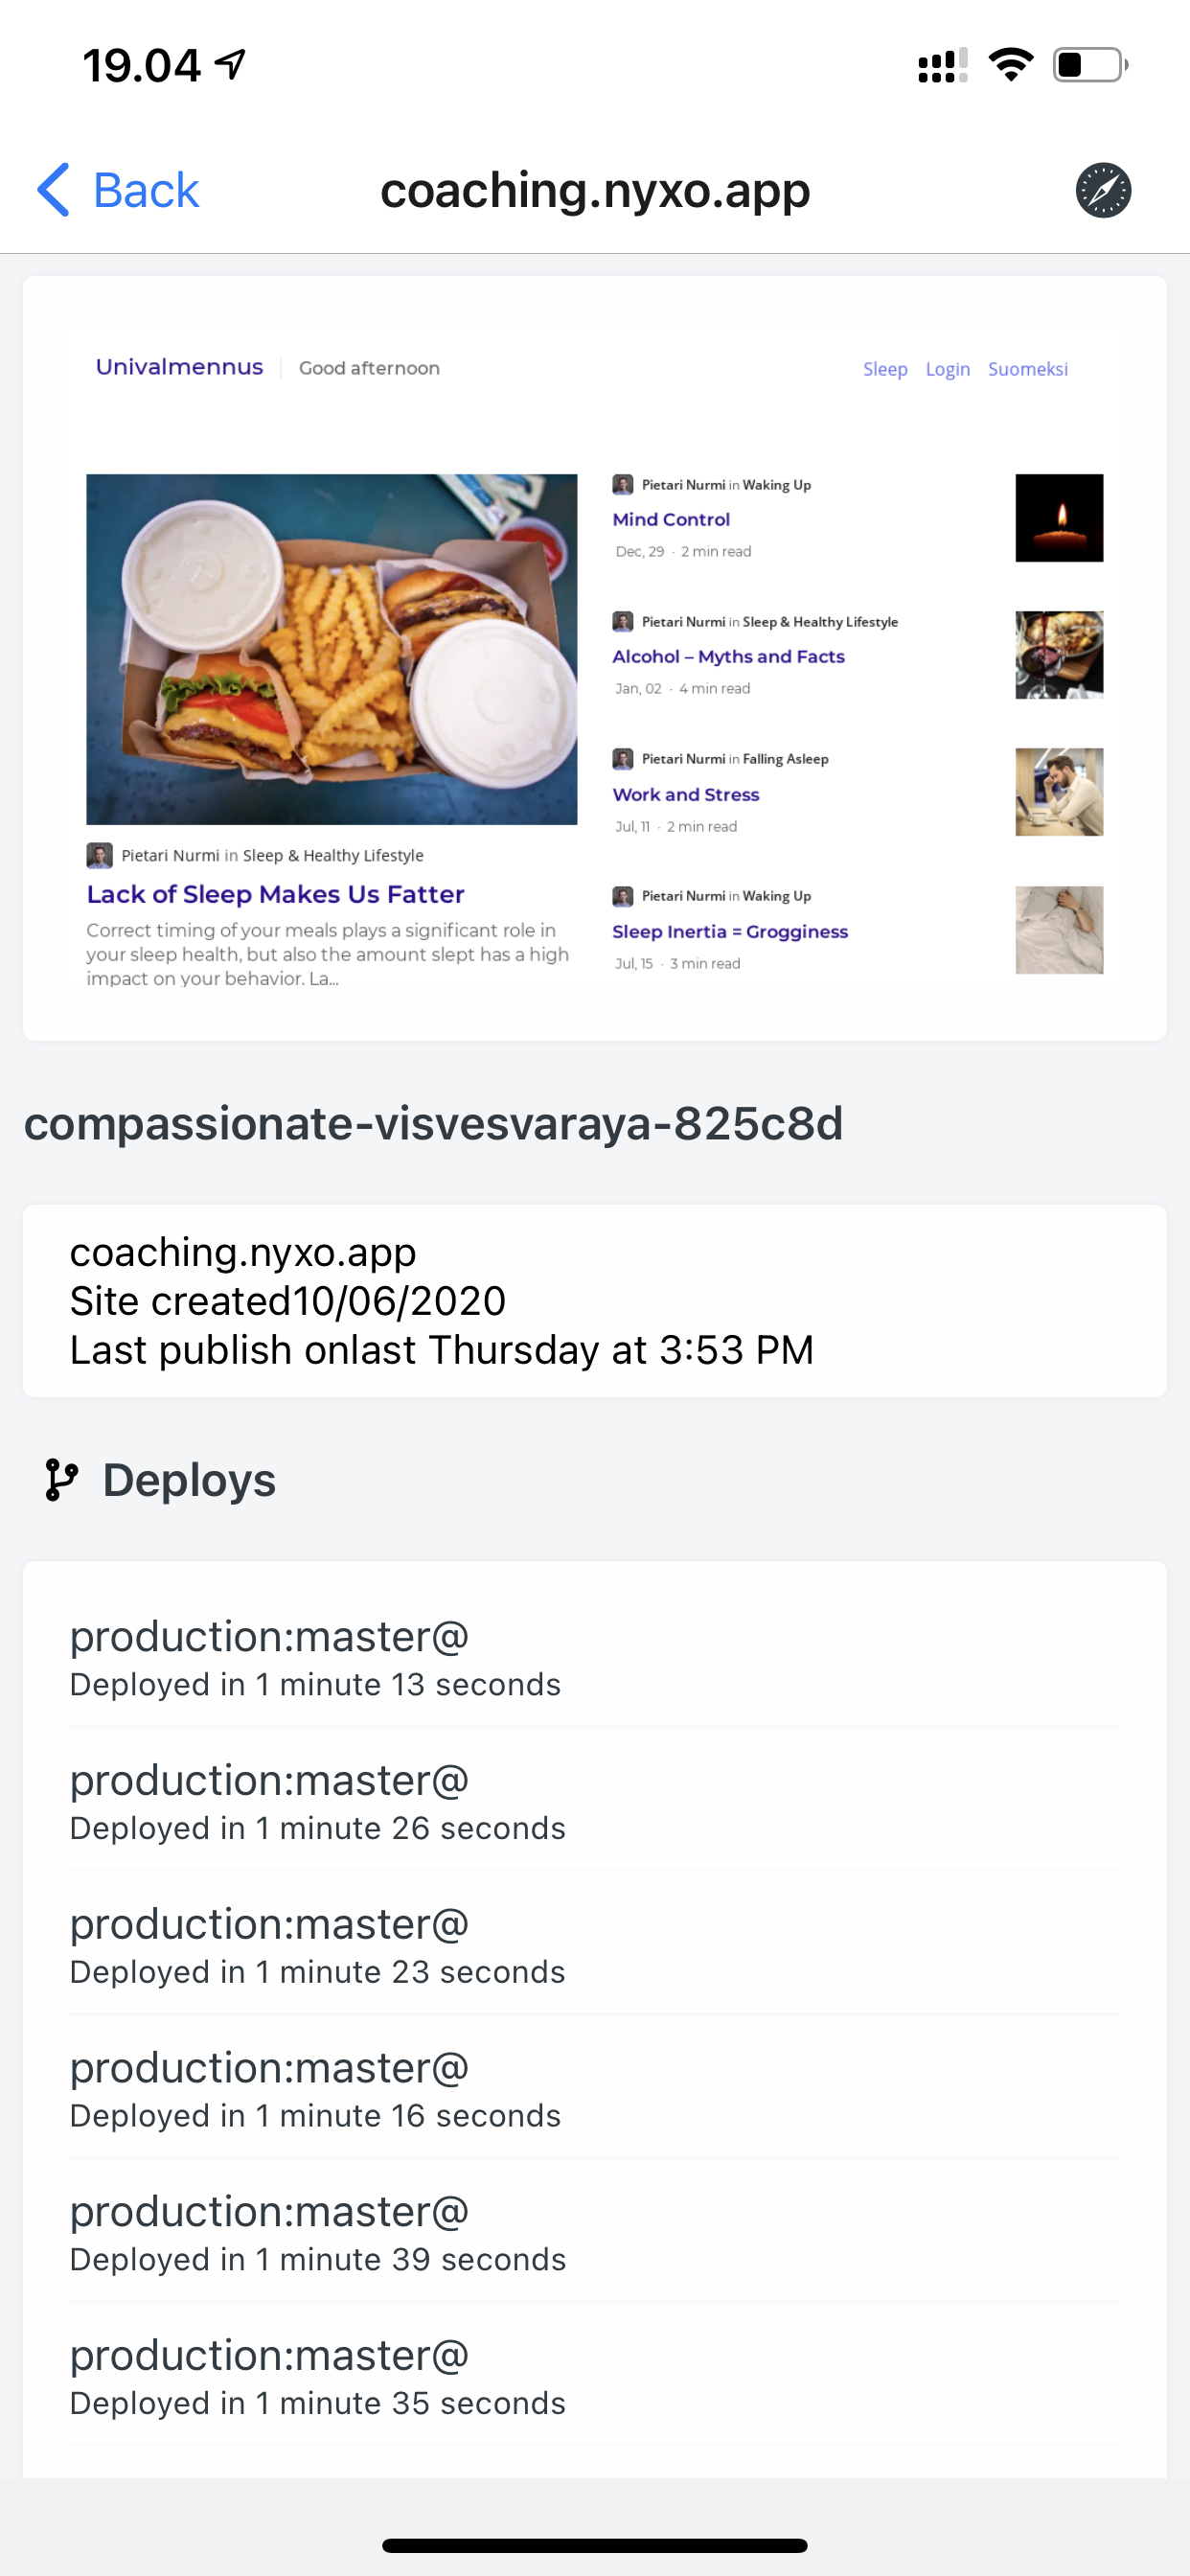 19.04
Back
coaching.nyxo.app
Univalmennus
Good afternoon
Sleep Login Suomeksi
Pietari Nurmi in Sleep & Healthy Lifestyle
Lack of Sleep Makes Us Fatter
Correct timing of your meals plays a significant role in
your sleep health, but also the amount slept has a high
impact on your behavior. La...
Pietari Nurmi in Waking Up
Mind Control
Dec, 29 · 2 min read
Pietari Nurmi in Sleep & Healthy Lifestyle
Alcohol – Myths and Facts
Jan, 02 · 4 min read
Pietari Nurmi in Falling Asleep
Work and Stress
Jul, 11 · 2 min read
Pietari Nurmi in Waking Up
Sleep Inertia = Grogginess
Jul, 15 · 3 min read
compassionate-visvesvaraya-825c8d
coaching.nyxo.app
Site created10/06/2020
Last publish onlast Thursday at 3:53 PM
Deploys
production:master@
Deployed in 1 minute 13 seconds
production:master@
Deployed in 1 minute 26 seconds
production:master@
Deployed in 1 minute 23 seconds
production:master@
Deployed in 1 minute 16 seconds
production:master@
Deployed in 1 minute 39 seconds
production:master@
Deployed in 1 minute 35 seconds